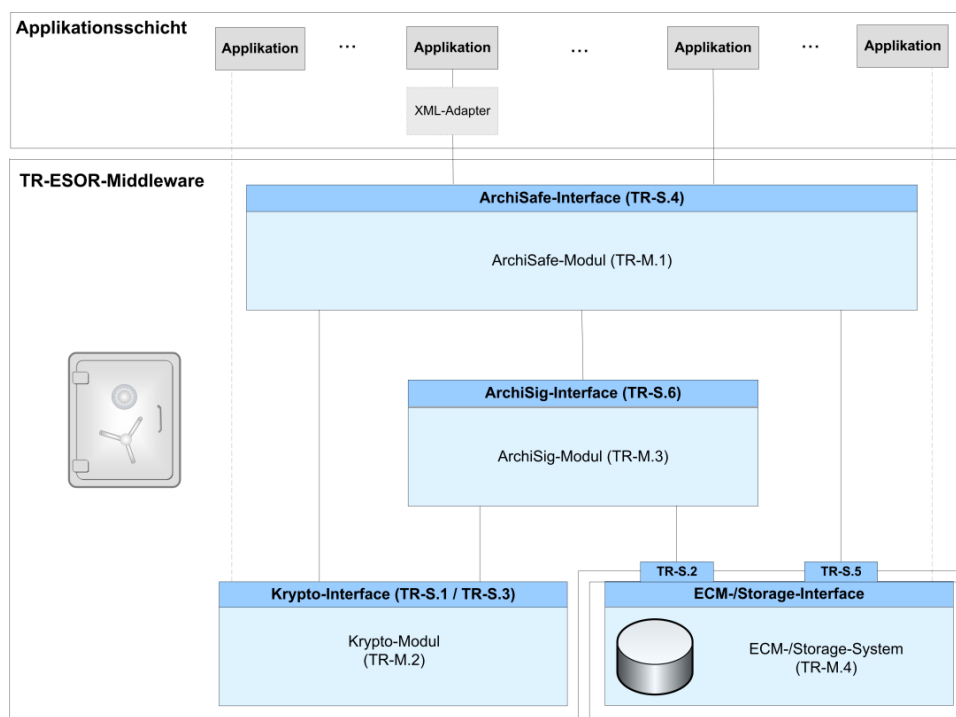 Applikationsschicht
Applikation ... Applikation ... Applikation ... Applikation
XML-Adapter
TR-ESOR-Middleware
ArchiSafe-Interface (TR-S.4)
ArchiSafe-Modul (TR-M.1)
ArchiSig-Interface (TR-S.6)
ArchiSig-Modul (TR-M.3)
TR-S.2
TR-S.5
Krypto-Interface (TR-S.1 / TR-S.3)
Krypto-Modul
(TR-M.2)
ECM-/Storage-Interface
ECM-/Storage-System
(TR-M.4)